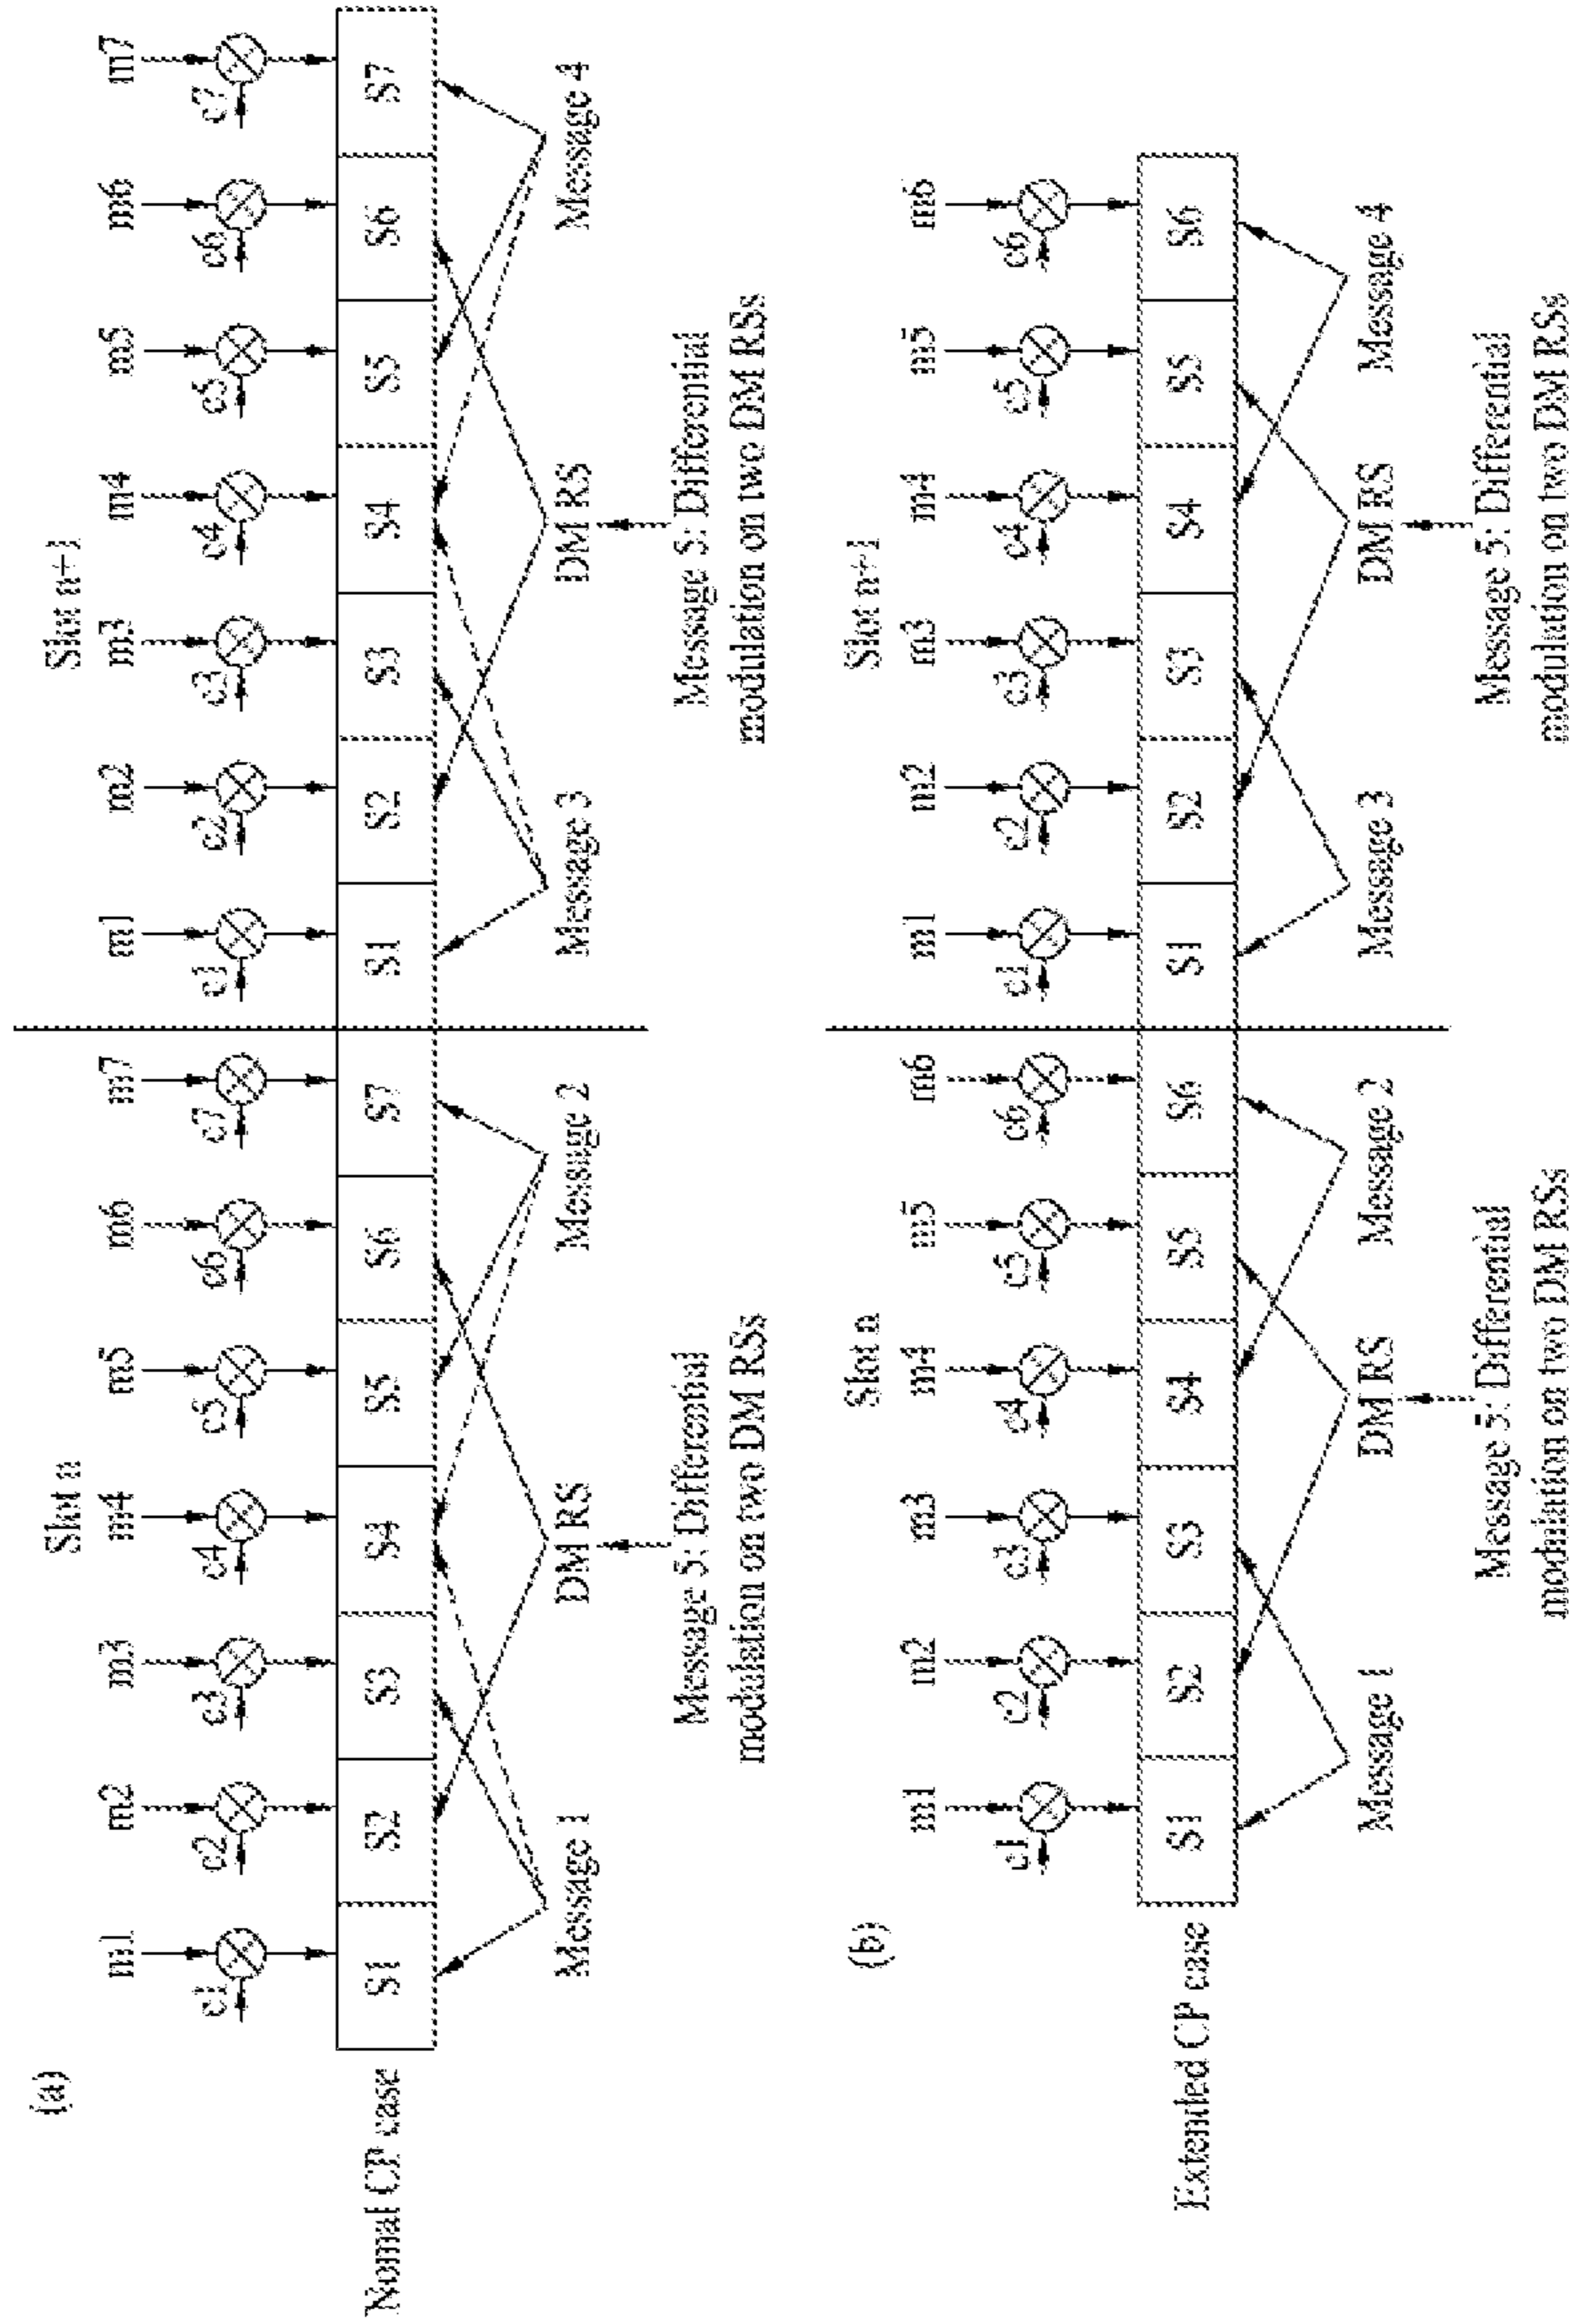 (a)
Slot n Slot n+1
m1 m2 m3 m4 m5 m6 m7 m1 m2 m3 m4 m5 m6 m7
c1 c2 c3 c4 c5 c6 c7 c1 c2 c3 c4 c5 c6 c7
Nomal CP case S1 S2 S3 S4 S5 S6 S7 S1 S2 S3 S4 S5 S6 S7
Message 1 DM RS Message 2 Message 3 DM RS Message 4
Message 5: Differential Message 5: Differential
modulation on two DM RSs modulation on two DM RSs
(b)
Slot n Slot n+1
m1 m2 m3 m4 m5 m6 m1 m2 m3 m4 m5 m6
c1 c2 c3 c4 c5 c6 c1 c2 c3 c4 c5 c6
Extended CP case S1 S2 S3 S4 S5 S6 S1 S2 S3 S4 S5 S6
Message 1 DM RS Message 2 Message 3 DM RS Message 4
Message 5: Differential Message 5: Differential
modulation on two DM RSs modulation on two DM RSs